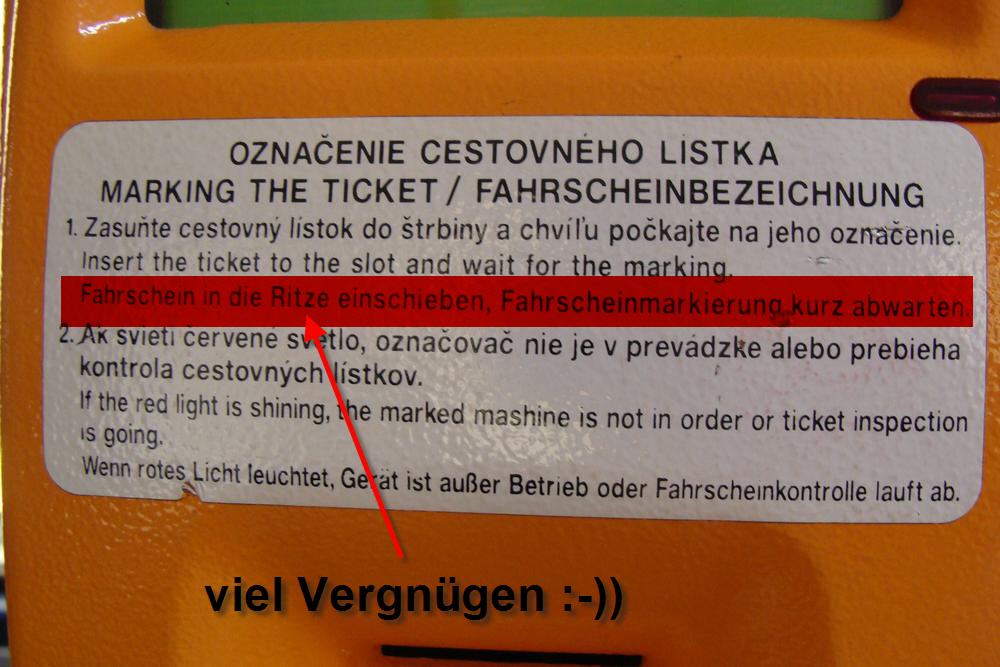 OZNAČENIE CESTOVNÉHO LÍSTKA
MARKING THE TICKET / FAHRSCHEINBEZEICHNUNG
1. Zasuňte cestovný lístok do štrbiny a chvíľu počkajte na jeho označenie.
Insert the ticket to the slot and wait for the marking.
Fahrschein in die Ritze einschieben, Fahrscheinmarkierung kurz abwarten.
2. Ak svieti červené svetlo, označovač nie je v prevádzke alebo prebieha
kontrola cestovných lístkov.
If the red light is shining, the marked mashine is not in order or ticket inspection
is going.
Wenn rotes Licht leuchtet, Gerät ist außer Betrieb oder Fahrscheinkontrolle lauft ab.
viel Vergnügen :-))